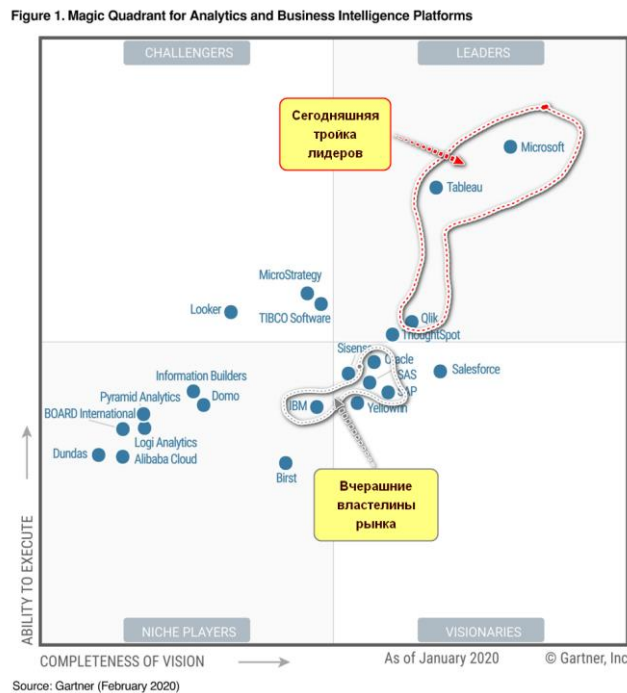 Figure 1. Magic Quadrant for Analytics and Business Intelligence Platforms
CHALLENGERS
LEADERS
Сегодняшняя
тройка
лидеров
Microsoft
Tableau
MicroStrategy
Looker
TIBCO Software
Qlik
ThoughtSpot
Sisense
Oracle
SAS
Salesforce
SAP
Information Builders
Pyramid Analytics
Domo
BOARD International
IBM
Yellowfin
Logi Analytics
Dundas
Alibaba Cloud
Birst
Вчерашние
властелины
рынка
ABILITY TO EXECUTE
NICHE PLAYERS
VISIONARIES
COMPLETENESS OF VISION
As of January 2020
© Gartner, Inc
Source: Gartner (February 2020)